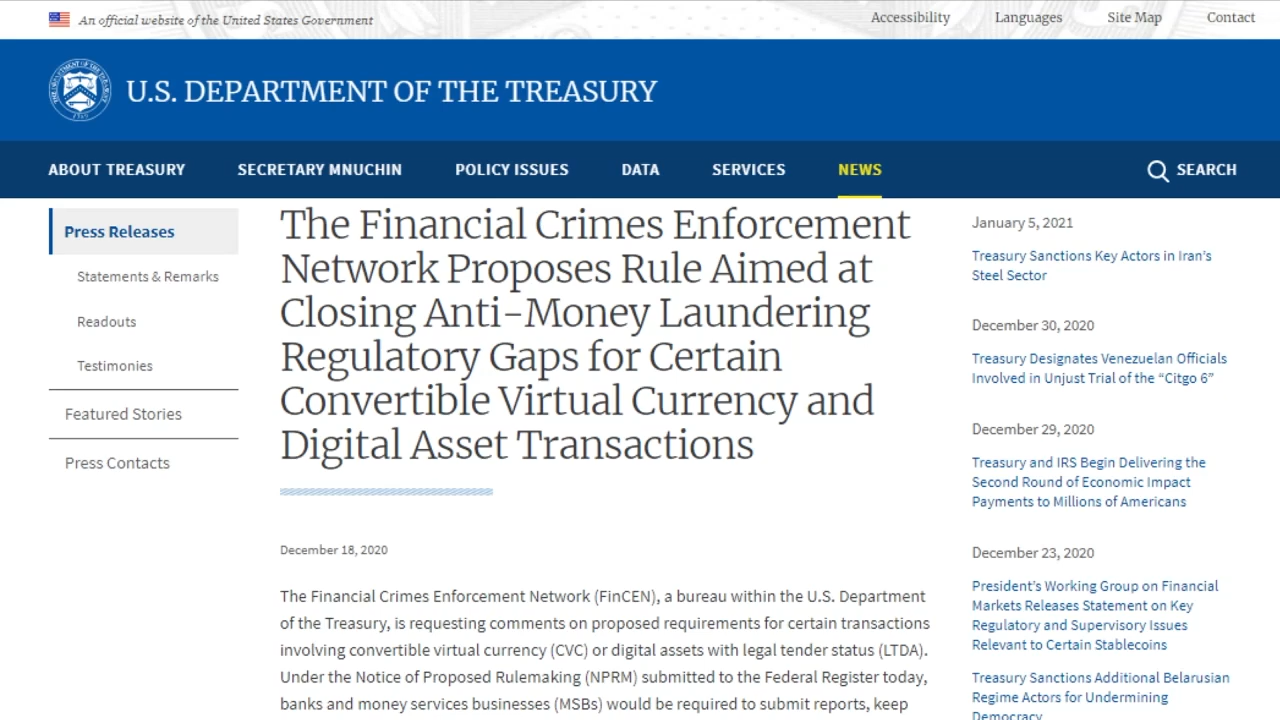 An official website of the United States Government
Accessibility
Languages
Site Map
Contact
U.S. DEPARTMENT OF THE TREASURY
ABOUT TREASURY
SECRETARY MNUCHIN
POLICY ISSUES
DATA
SERVICES
NEWS
SEARCH
Press Releases
Statements & Remarks
Readouts
Testimonies
Featured Stories
Press Contacts
The Financial Crimes Enforcement
Network Proposes Rule Aimed at
Closing Anti-Money Laundering
Regulatory Gaps for Certain
Convertible Virtual Currency and
Digital Asset Transactions
December 18, 2020
The Financial Crimes Enforcement Network (FinCEN), a bureau within the U.S. Department
of the Treasury, is requesting comments on proposed requirements for certain transactions
involving convertible virtual currency (CVC) or digital assets with legal tender status (LTDA).
Under the Notice of Proposed Rulemaking (NPRM) submitted to the Federal Register today,
banks and money services businesses (MSBs) would be required to submit reports, keep
January 5, 2021
Treasury Sanctions Key Actors in Iran's
Steel Sector
December 30, 2020
Treasury Designates Venezuelan Officials
Involved in Unjust Trial of the “Citgo 6”
December 29, 2020
Treasury and IRS Begin Delivering the
Second Round of Economic Impact
Payments to Millions of Americans
December 23, 2020
President's Working Group on Financial
Markets Releases Statement on Key
Regulatory and Supervisory Issues
Relevant to Certain Stablecoins
Treasury Sanctions Additional Belarusian
Regime Actors for Undermining
Democracy